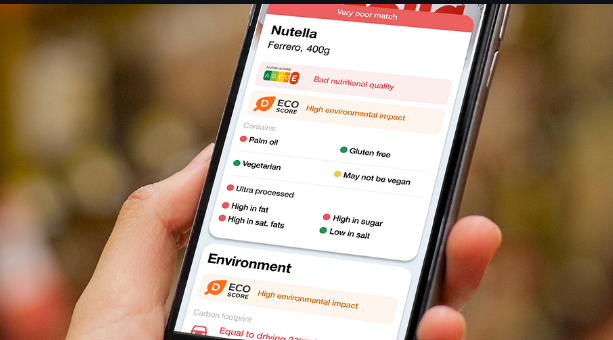 Very poor match
Nutella
Ferrero, 400g
NUTRI-SCORE
A B C D E
Bad nutritional quality
D ECO SCORE
High environmental impact
Contains:
Palm oil
Gluten free
Vegetarian
May not be vegan
Ultra processed
High in fat
High in sugar
High in sat. fats
Low in salt
Environment
D ECO SCORE
High environmental impact
Carbon footprint
Equal to driving